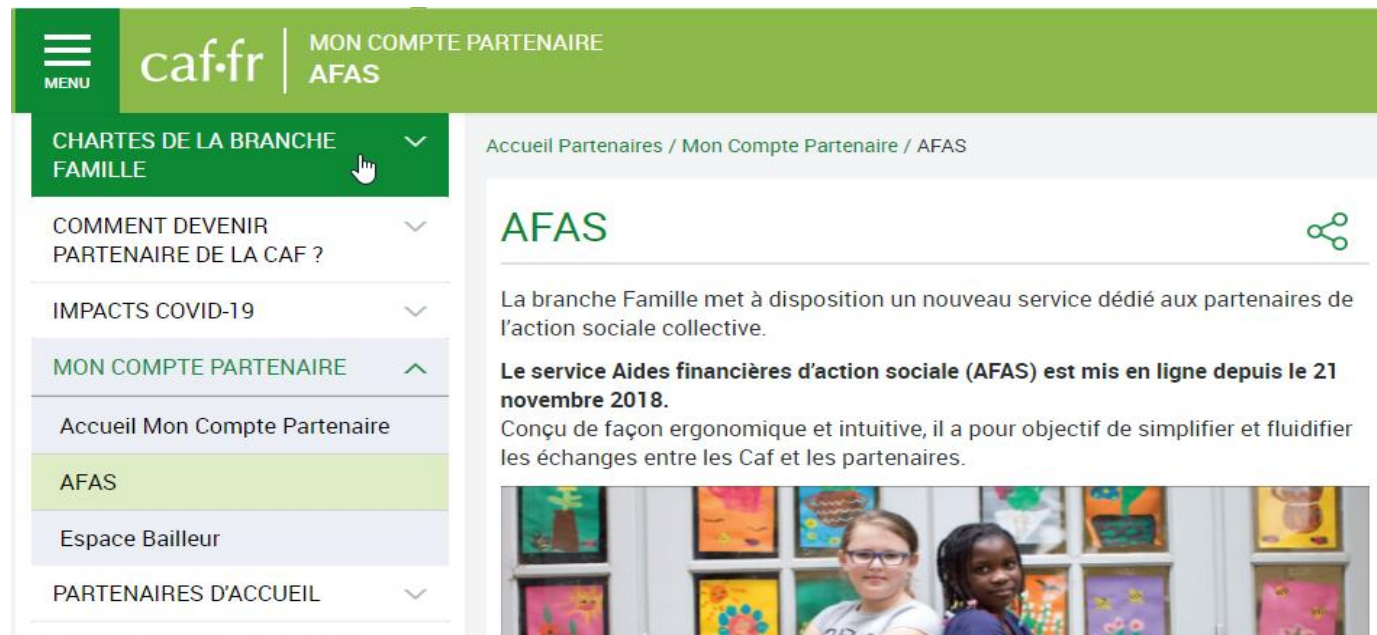 MENU
caf.fr
MON COMPTE PARTENAIRE
AFAS
CHARTES DE LA BRANCHE
FAMILLE
COMMENT DEVENIR
PARTENAIRE DE LA CAF ?
IMPACTS COVID-19
MON COMPTE PARTENAIRE
Accueil Mon Compte Partenaire
AFAS
Espace Bailleur
PARTENAIRES D'ACCUEIL
Accueil Partenaires / Mon Compte Partenaire / AFAS
AFAS
La branche Famille met à disposition un nouveau service dédié aux partenaires de
l'action sociale collective.
Le service Aides financières d'action sociale (AFAS) est mis en ligne depuis le 21
novembre 2018.
Conçu de façon ergonomique et intuitive, il a pour objectif de simplifier et fluidifier
les échanges entre les Caf et les partenaires.